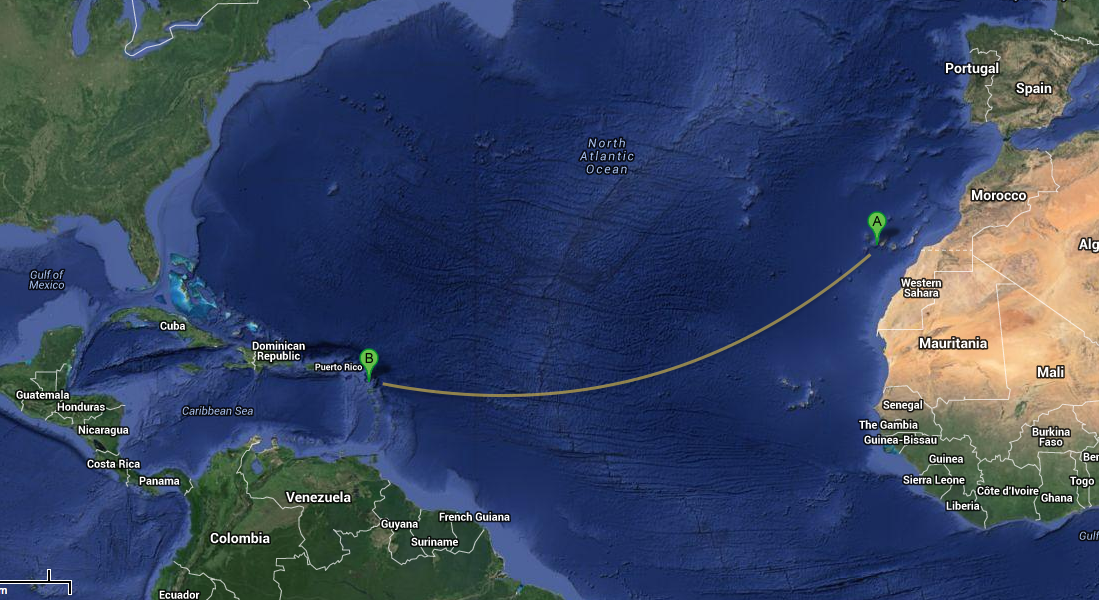 Portugal
Spain
North
Atlantic
Ocean
A
Morocco
Alg
Gulf of
Mexico
Western
Sahara
Cuba
Dominican
Republic
Mauritania
B
Puerto Rico
Mali
Guatemala
Honduras
Caribbean Sea
Senegal
Nicaragua
The Gambia
Guinea-Bissau
Burkina
Faso
Costa Rica
Guinea
Ben
Panama
Sierra Leone
Togo
Venezuela
Côte d'Ivoire
Ghana
Liberia
French Guiana
Guyana
Colombia
Suriname
Gulf
m
Ecuador